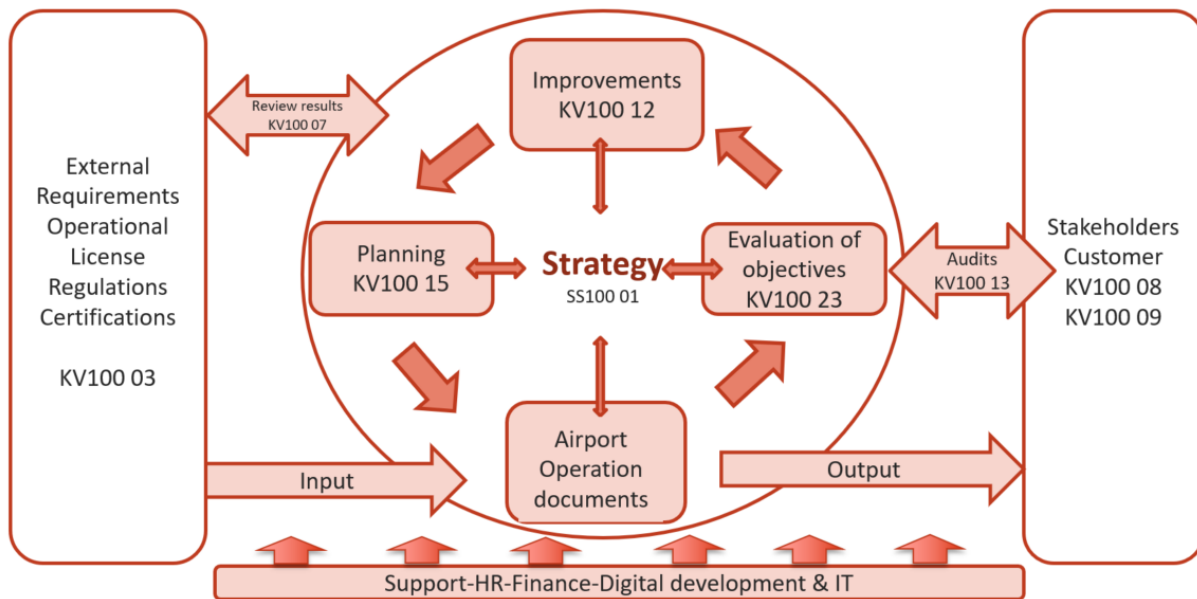 External
Requirements
Operational
License
Regulations
Certifications
KV100 03
Review results
KV100 07
Improvements
KV100 12
Planning
KV100 15
Strategy
SS100 01
Evaluation of
objectives
KV100 23
Audits
KV100 13
Stakeholders
Customer
KV100 08
KV100 09
Input
Airport
Operation
documents
Output
Support-HR-Finance-Digital development & IT